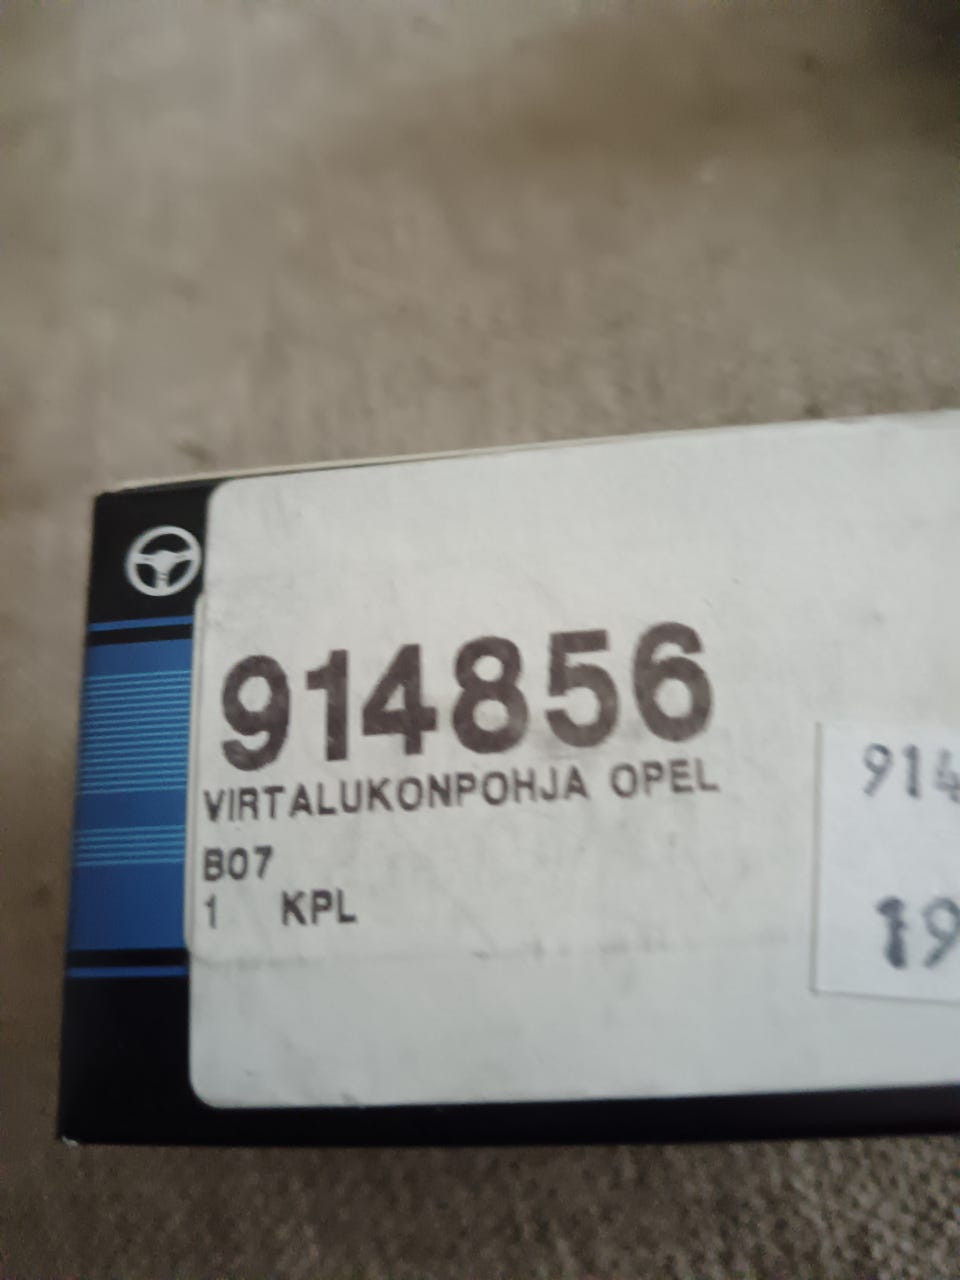 914856
VIRTALUKONPOHJA OPEL
B07
1 KPL
914
19